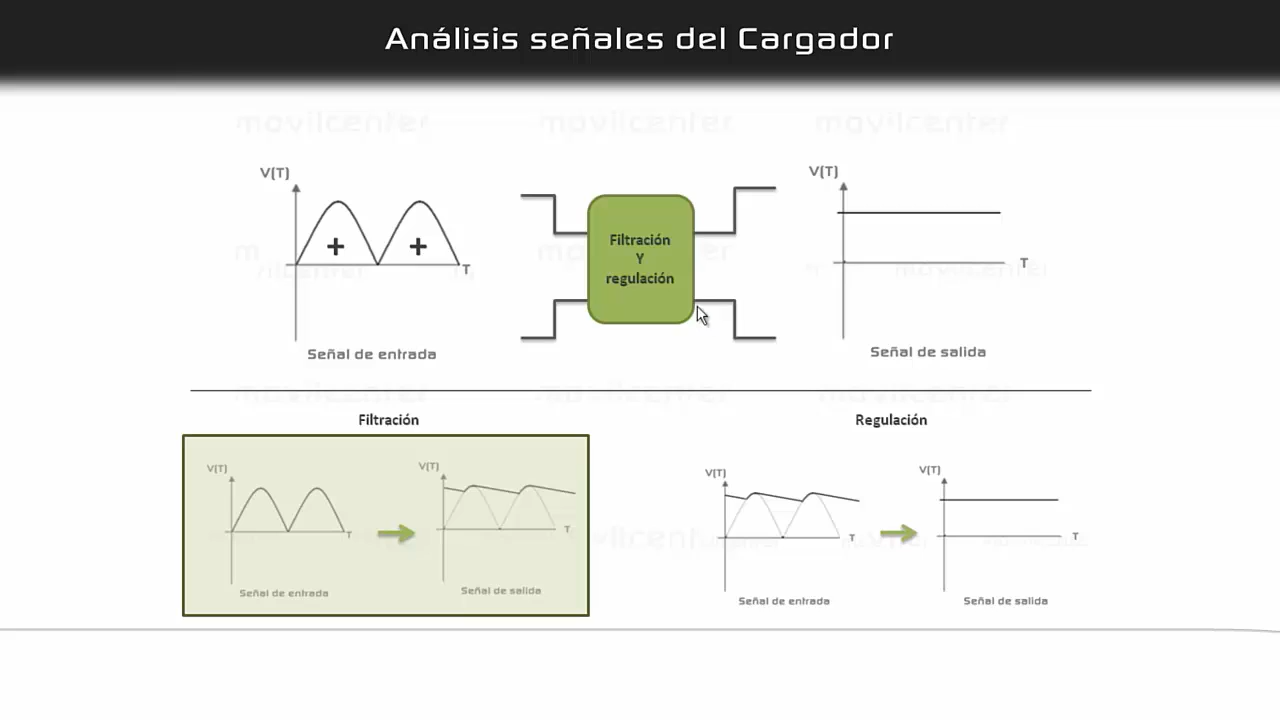 Análisis señales del Cargador
movilcenter movilcenter movilcenter
V(T)
V(T)
+ +
Filtración
Y
regulación
T
T
Señal de entrada
Señal de salida
Filtración
Regulación
V(T)
V(T)
T
T
Señal de entrada
Señal de salida
V(T)
V(T)
T
T
Señal de entrada
Señal de salida